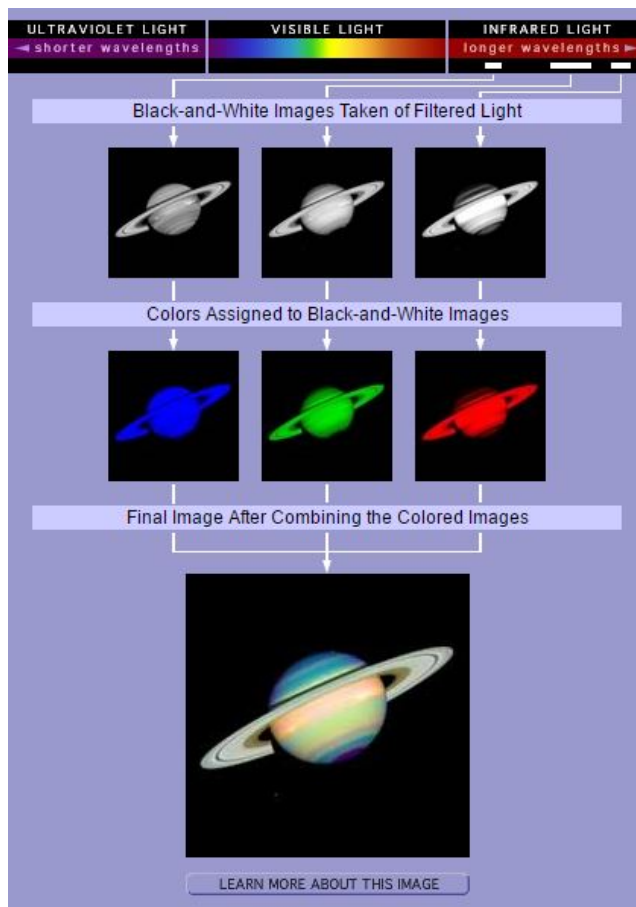 ULTRAVIOLET LIGHT VISIBLE LIGHT INFRARED LIGHT
◄ shorter wavelengths longer wavelengths ►
Black-and-White Images Taken of Filtered Light
Colors Assigned to Black-and-White Images
Final Image After Combining the Colored Images
LEARN MORE ABOUT THIS IMAGE